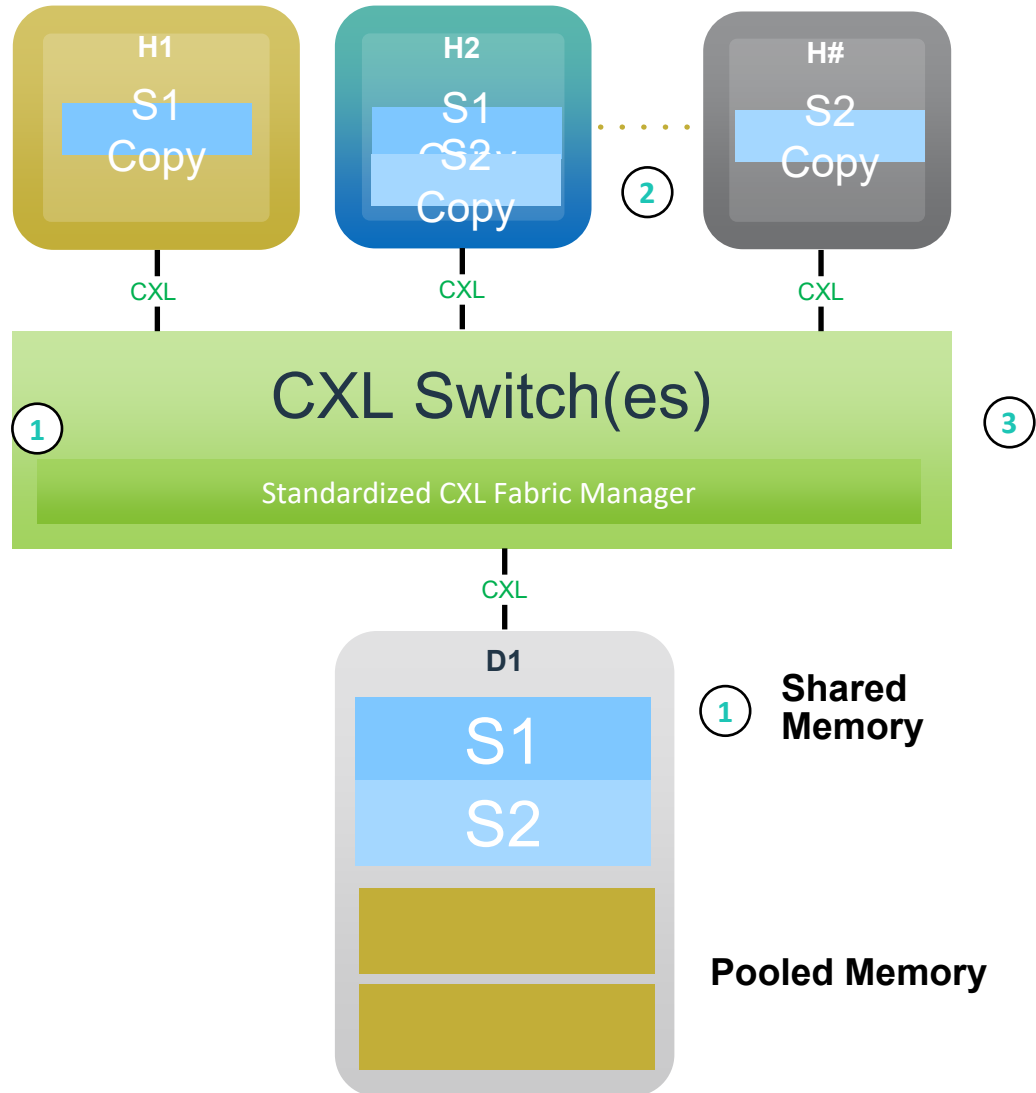 H1
S1
Copy
H2
S1
S2
Copy
H#
S2
Copy
2
CXL
CXL
CXL
CXL Switch(es)
1
3
Standardized CXL Fabric Manager
CXL
D1
S1
S2
1
Shared
Memory
Pooled Memory